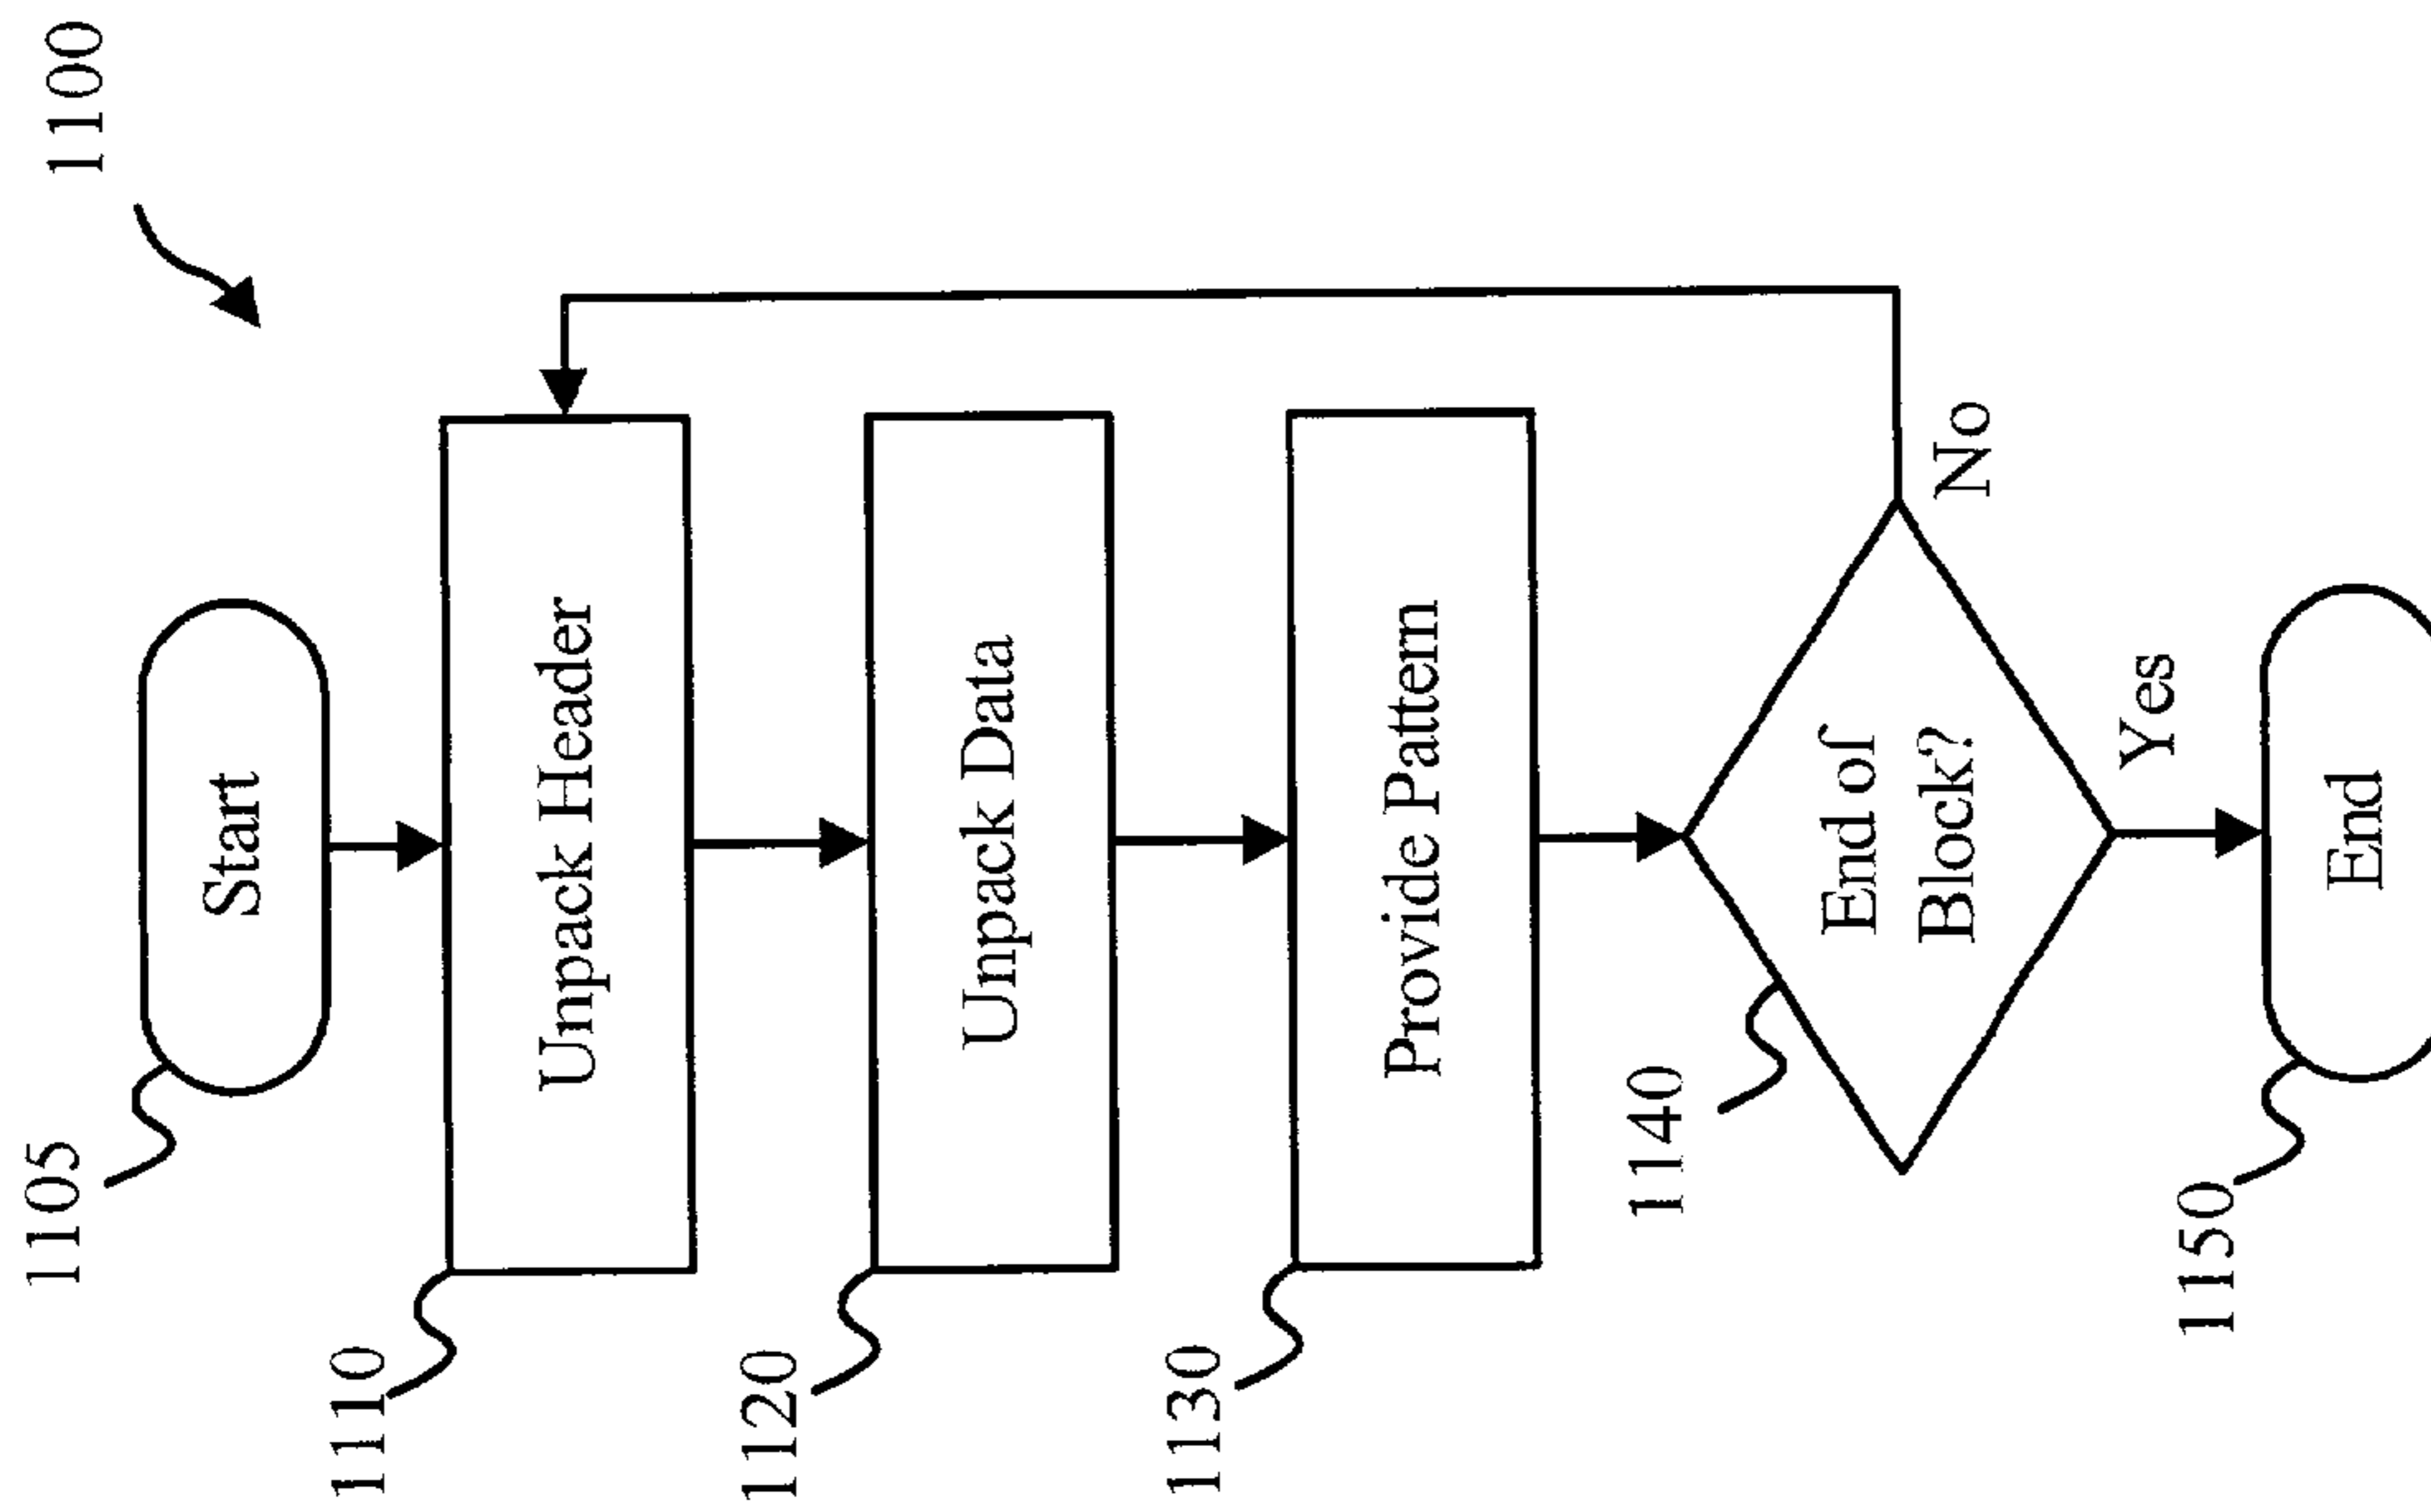 1100
1105
Start
1110
Unpack Header
1120
Unpack Data
1130
Provide Pattern
1140
End of
Block?
No
Yes
1150
End